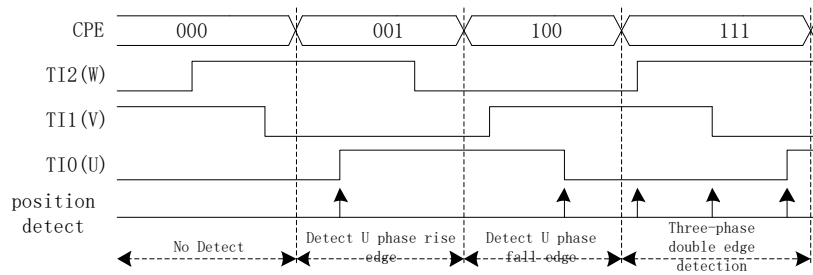 CPE 000 001 100 111
TI2(W)
TI1(V)
TI0(U)
position
detect
No Detect
Detect U phase rise
edge
Detect U phase
fall edge
Three-phase
double edge
detection